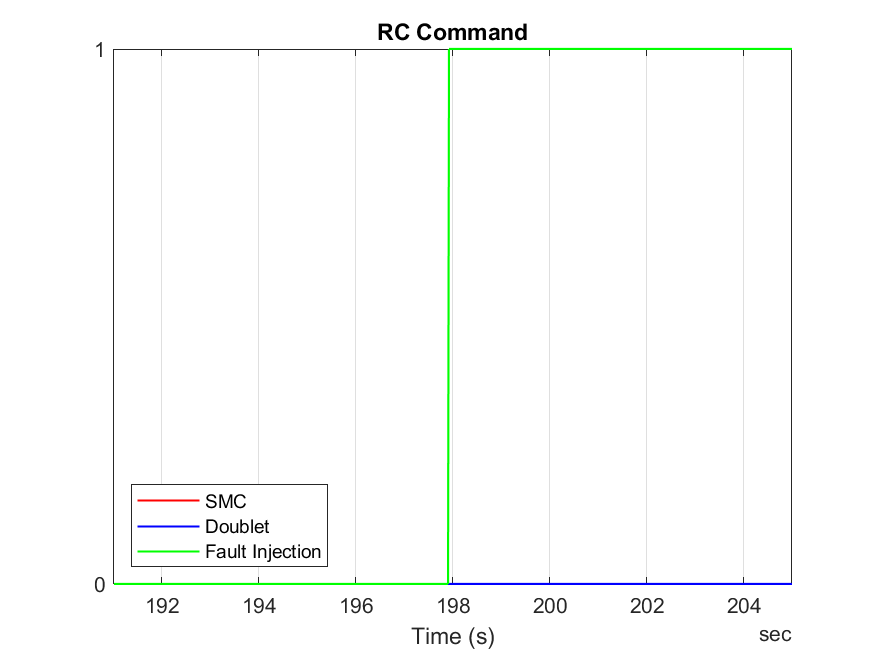 RC Command
1
0
192 194 196 198 200 202 204
Time (s)
sec
SMC
Doublet
Fault Injection